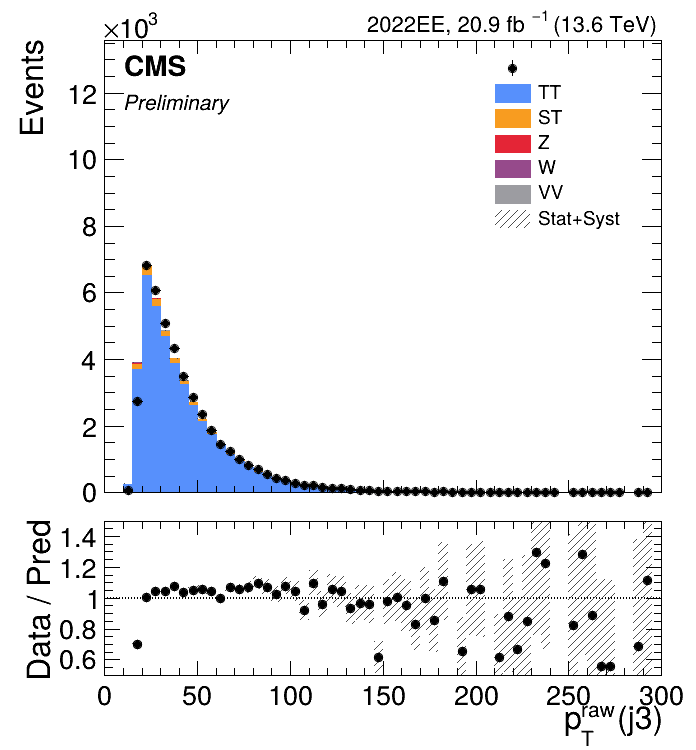 ×10³
2022EE, 20.9 fb⁻¹ (13.6 TeV)
Events
CMS
Preliminary
TT
ST
Z
W
VV
Stat+Syst
12
10
8
6
4
2
0
Data / Pred
1.4
1.2
1
0.8
0.6
0 50 100 150 200 250 300
p_T^raw(j3)